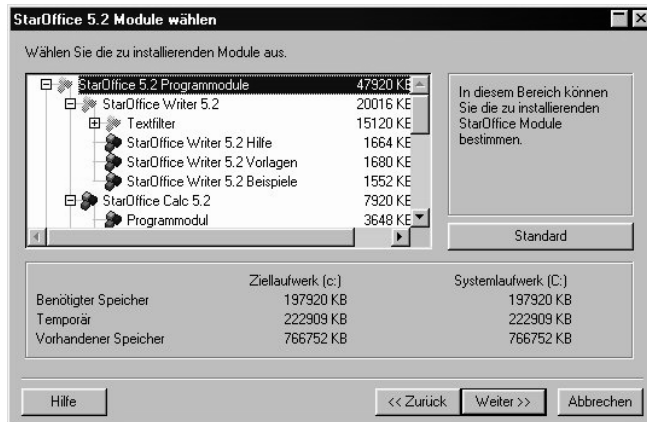 StarOffice 5.2 Module wählen
Wählen Sie die zu installierenden Module aus.
StarOffice 5.2 Programmodule 47920 KB
StarOffice Writer 5.2 20016 KB
Textfilter 15120 KB
StarOffice Writer 5.2 Hilfe 1664 KB
StarOffice Writer 5.2 Vorlagen 1680 KB
StarOffice Writer 5.2 Beispiele 1552 KB
StarOffice Calc 5.2 7920 KB
Programmodul 3648 KB
In diesem Bereich können
Sie die zu installierenden
StarOffice Module
bestimmen.
Standard
Ziellaufwerk (c:) Systemlaufwerk (C:)
Benötigter Speicher 197920 KB 197920 KB
Temporär 222909 KB 222909 KB
Vorhandener Speicher 766752 KB 766752 KB
Hilfe << Zurück Weiter >> Abbrechen